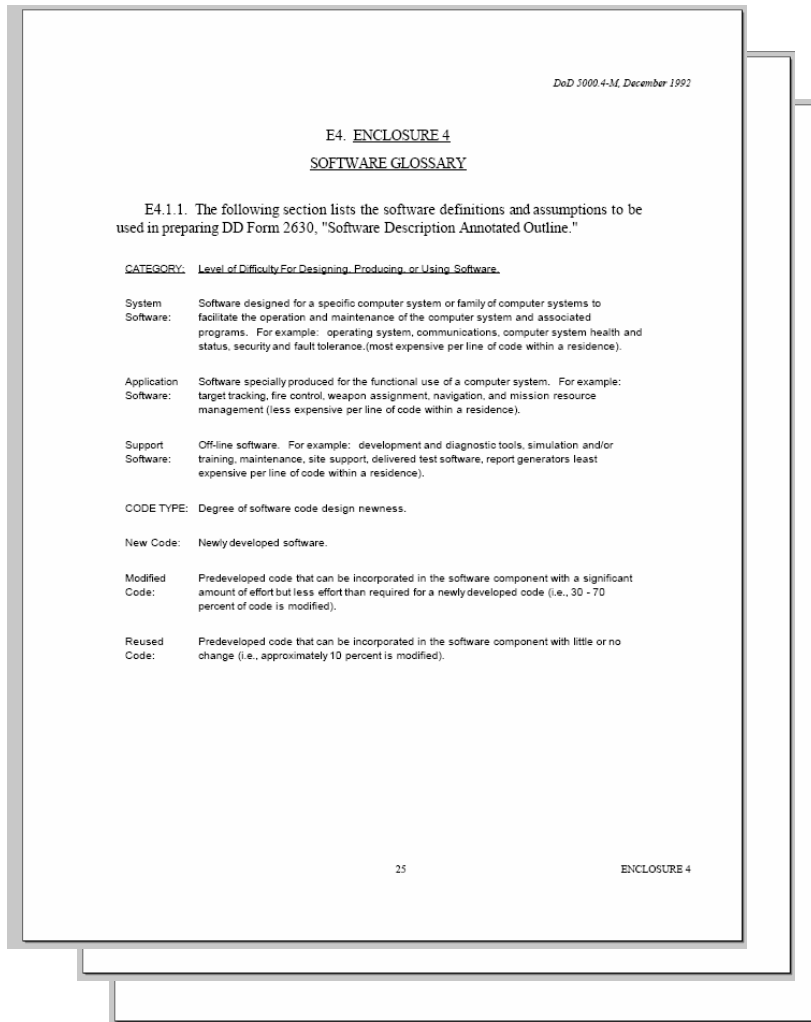 DoD 5000.4-M, December 1992
E4. ENCLOSURE 4
SOFTWARE GLOSSARY
E4.1.1. The following section lists the software definitions and assumptions to be
used in preparing DD Form 2630, "Software Description Annotated Outline."
CATEGORY: Level of Difficulty For Designing, Producing, or Using Software.
System Software designed for a specific computer system or family of computer systems to
Software: facilitate the operation and maintenance of the computer system and associated
programs. For example: operating system, communications, computer system health and
status, security and fault tolerance.(most expensive per line of code within a residence).
Application Software specially produced for the functional use of a computer system. For example:
Software: target tracking, fire control, weapon assignment, navigation, and mission resource
management (less expensive per line of code within a residence).
Support Off-line software. For example: development and diagnostic tools, simulation and/or
Software: training, maintenance, site support, delivered test software, report generators least
expensive per line of code within a residence).
CODE TYPE: Degree of software code design newness.
New Code: Newly developed software.
Modified Predeveloped code that can be incorporated in the software component with a significant
Code: amount of effort but less effort than required for a newly developed code (i.e., 30 - 70
percent of code is modified).
Reused Predeveloped code that can be incorporated in the software component with little or no
Code: change (i.e., approximately 10 percent is modified).
25 ENCLOSURE 4